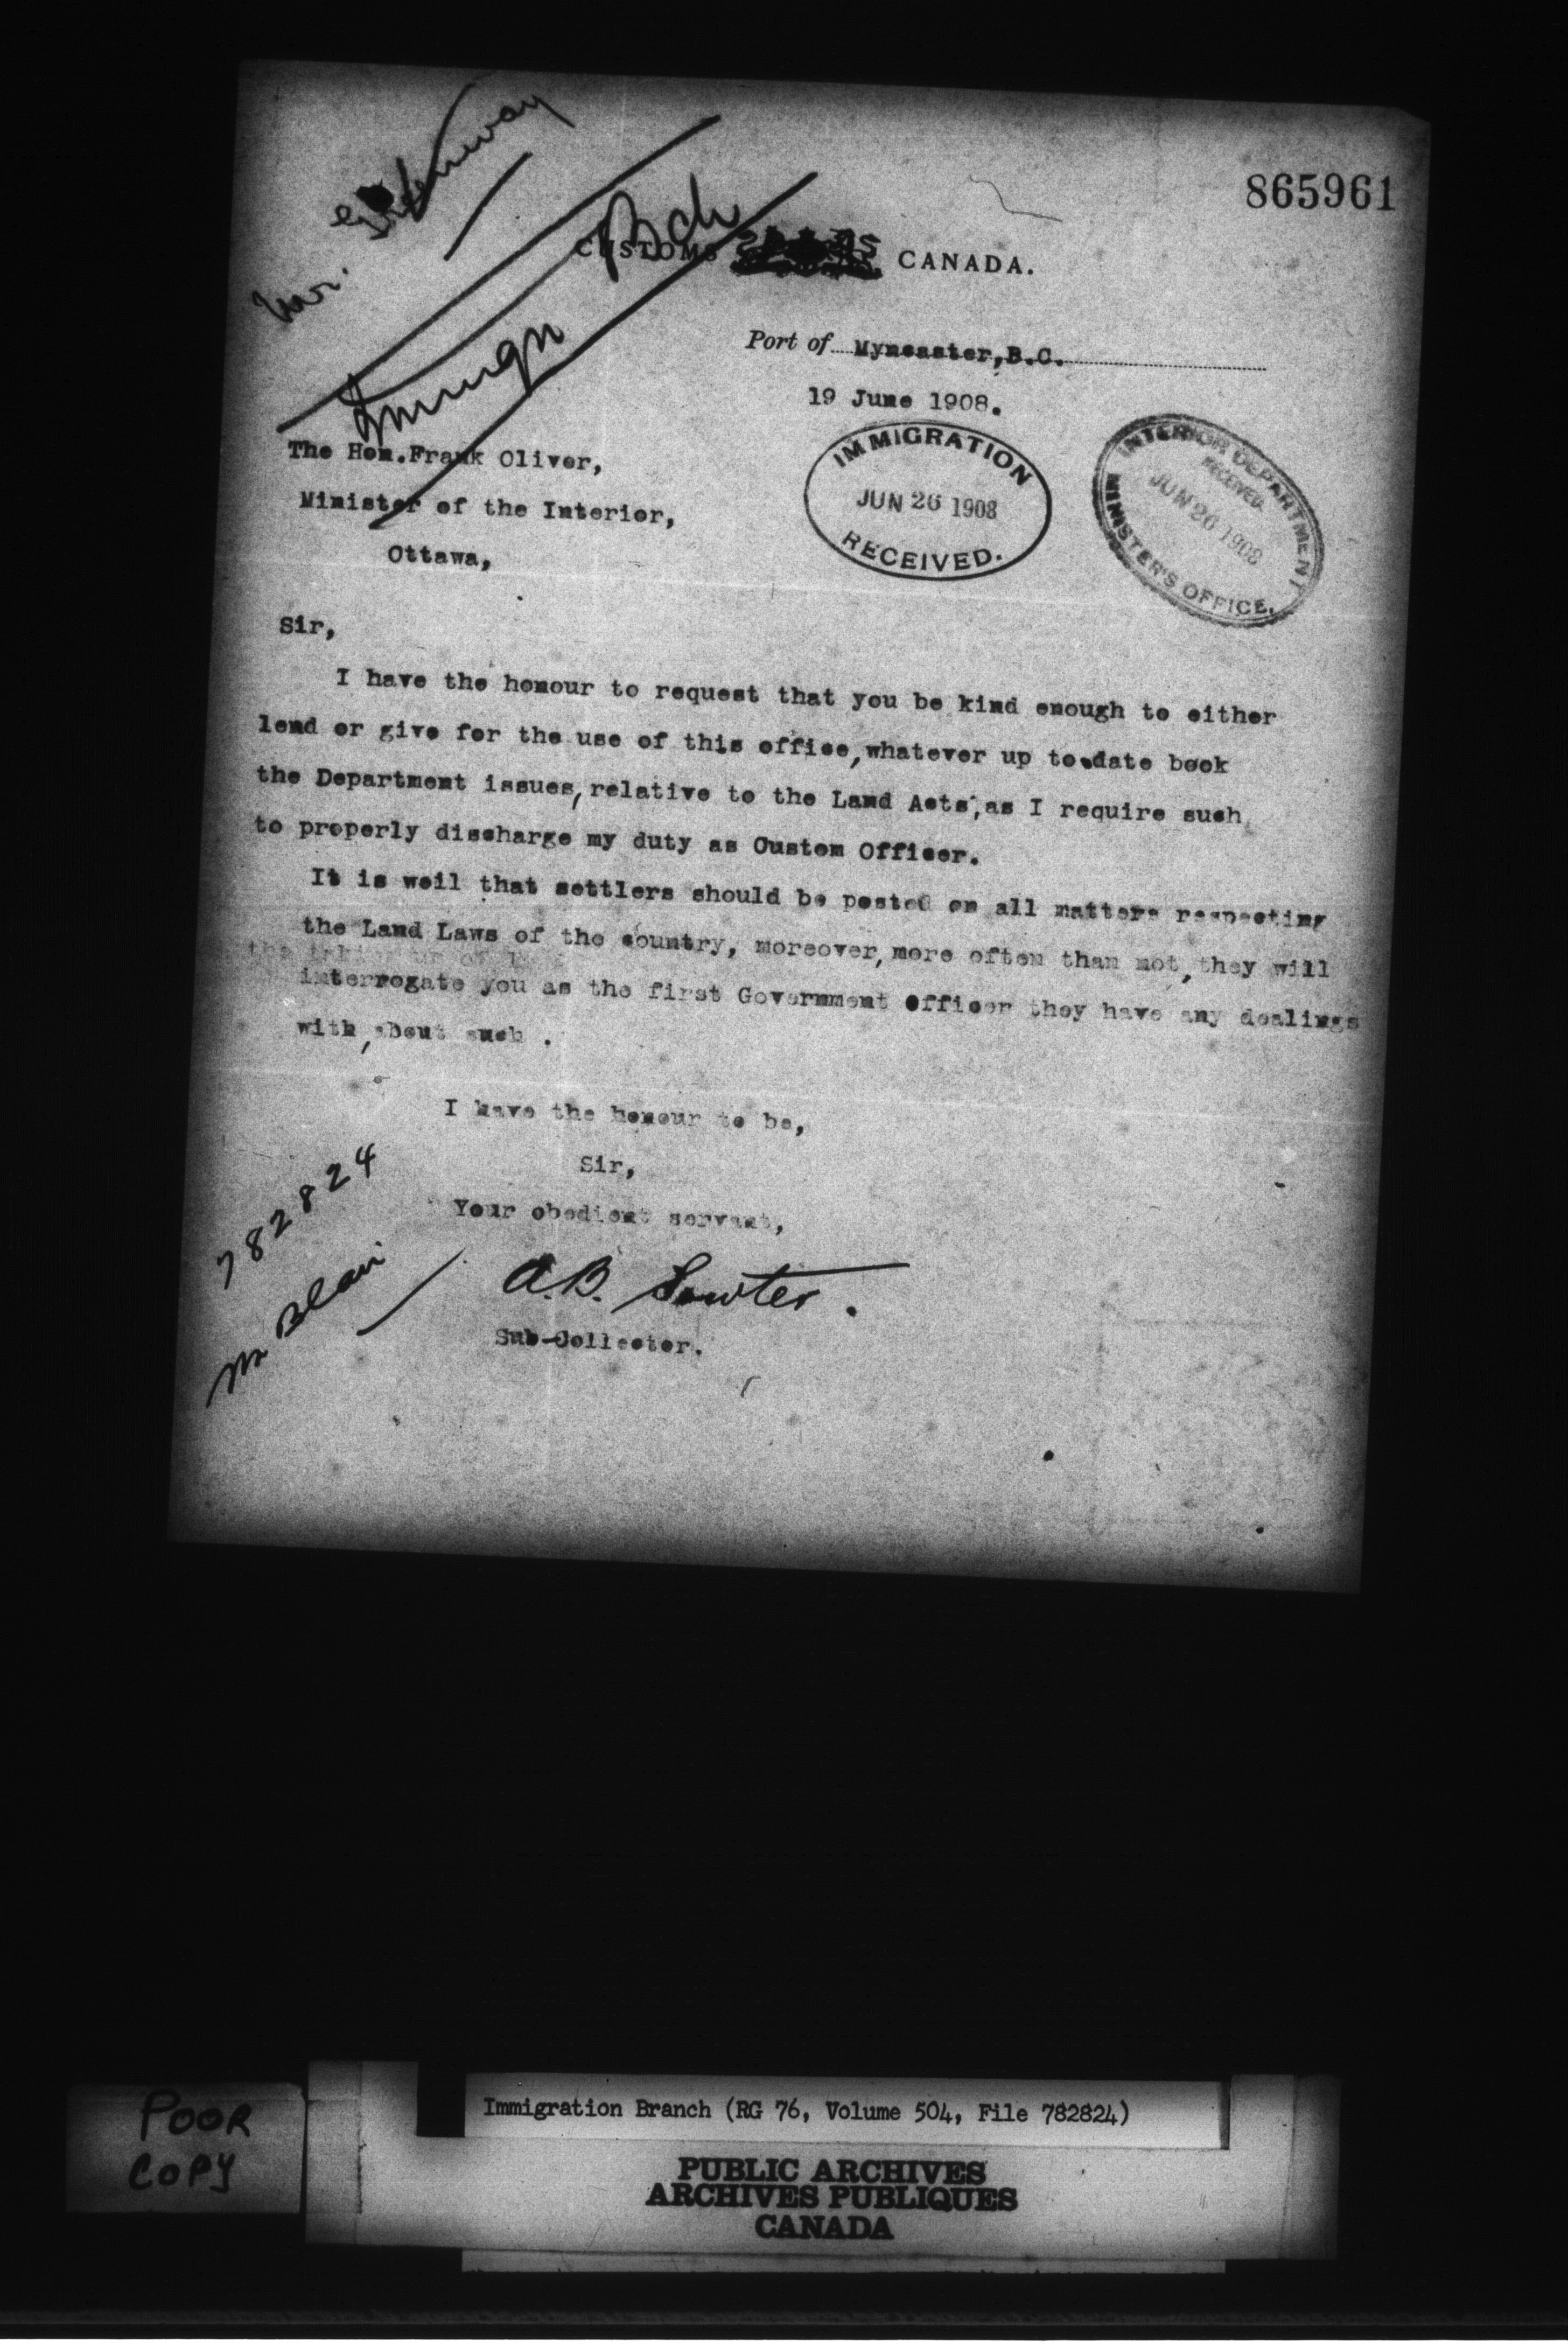 Mr. Greenway
Immign Bch
865961
CUSTOMS CANADA.
Port of Myncaster, B.C.
19 June 1908.
IMMIGRATION
JUN 26 1908
RECEIVED.
INTERIOR DEPARTMENT
RECEIVED.
JUN 26 1908
MINISTER'S OFFICE.
The Hon. Frank Oliver,
Minister of the Interior,
Ottawa,
Sir,
I have the honour to request that you be kind enough to either
lend or give for the use of this office, whatever up to date book
the Department issues, relative to the Land Acts, as I require such
to properly discharge my duty as Custom Officer.
It is well that settlers should be posted on all matters respecting
the Land Laws of the country, moreover, more often than not, they will
interrogate you as the first Government Officer they have any dealings
with, about such .
I have the honour to be,
Sir,
Your obedient servant,
A.B. Sowter.
Sub-Collector.
782824
Mr Blair
POOR
COPY
Immigration Branch (RG 76, Volume 504, File 782824)
PUBLIC ARCHIVES
ARCHIVES PUBLIQUES
CANADA